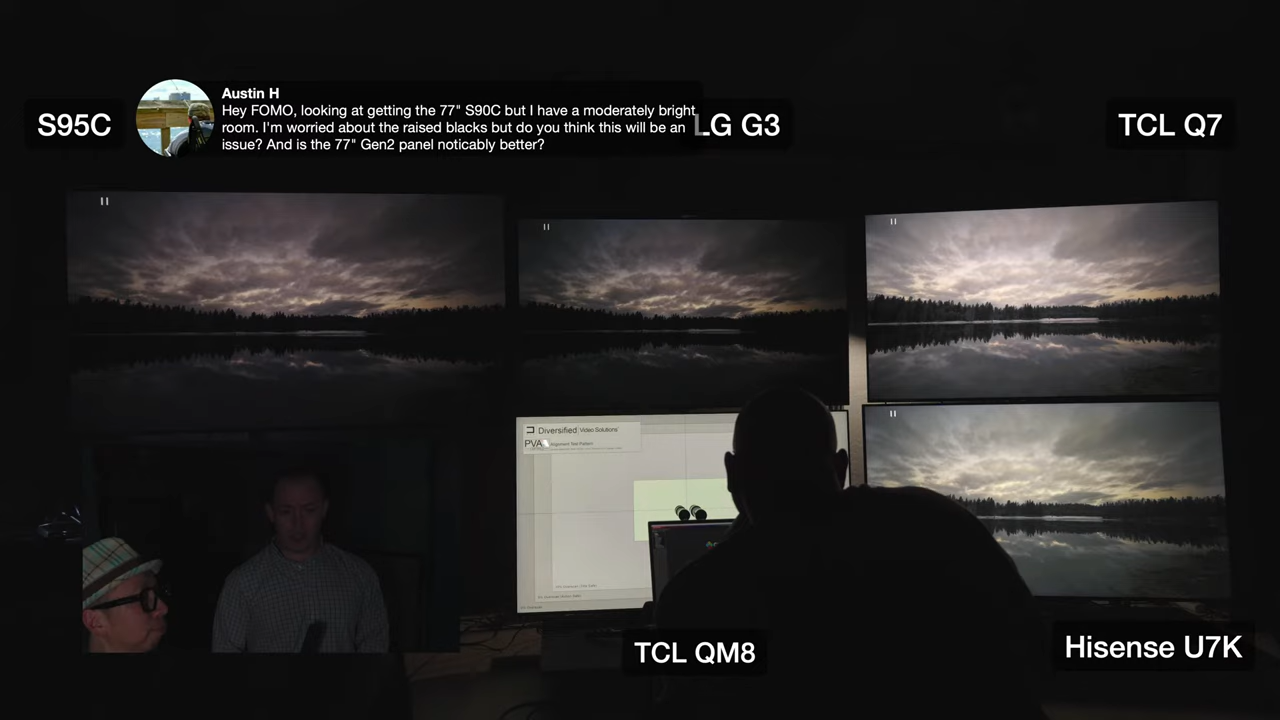 Austin H
Hey FOMO, looking at getting the 77" S90C but I have a moderately bright
room. I'm worried about the raised blacks but do you think this will be an
issue? And is the 77" Gen2 panel noticably better?
S95C
LG G3
TCL Q7
Diversified Video Solutions'
PVA
TCL QM8
Hisense U7K